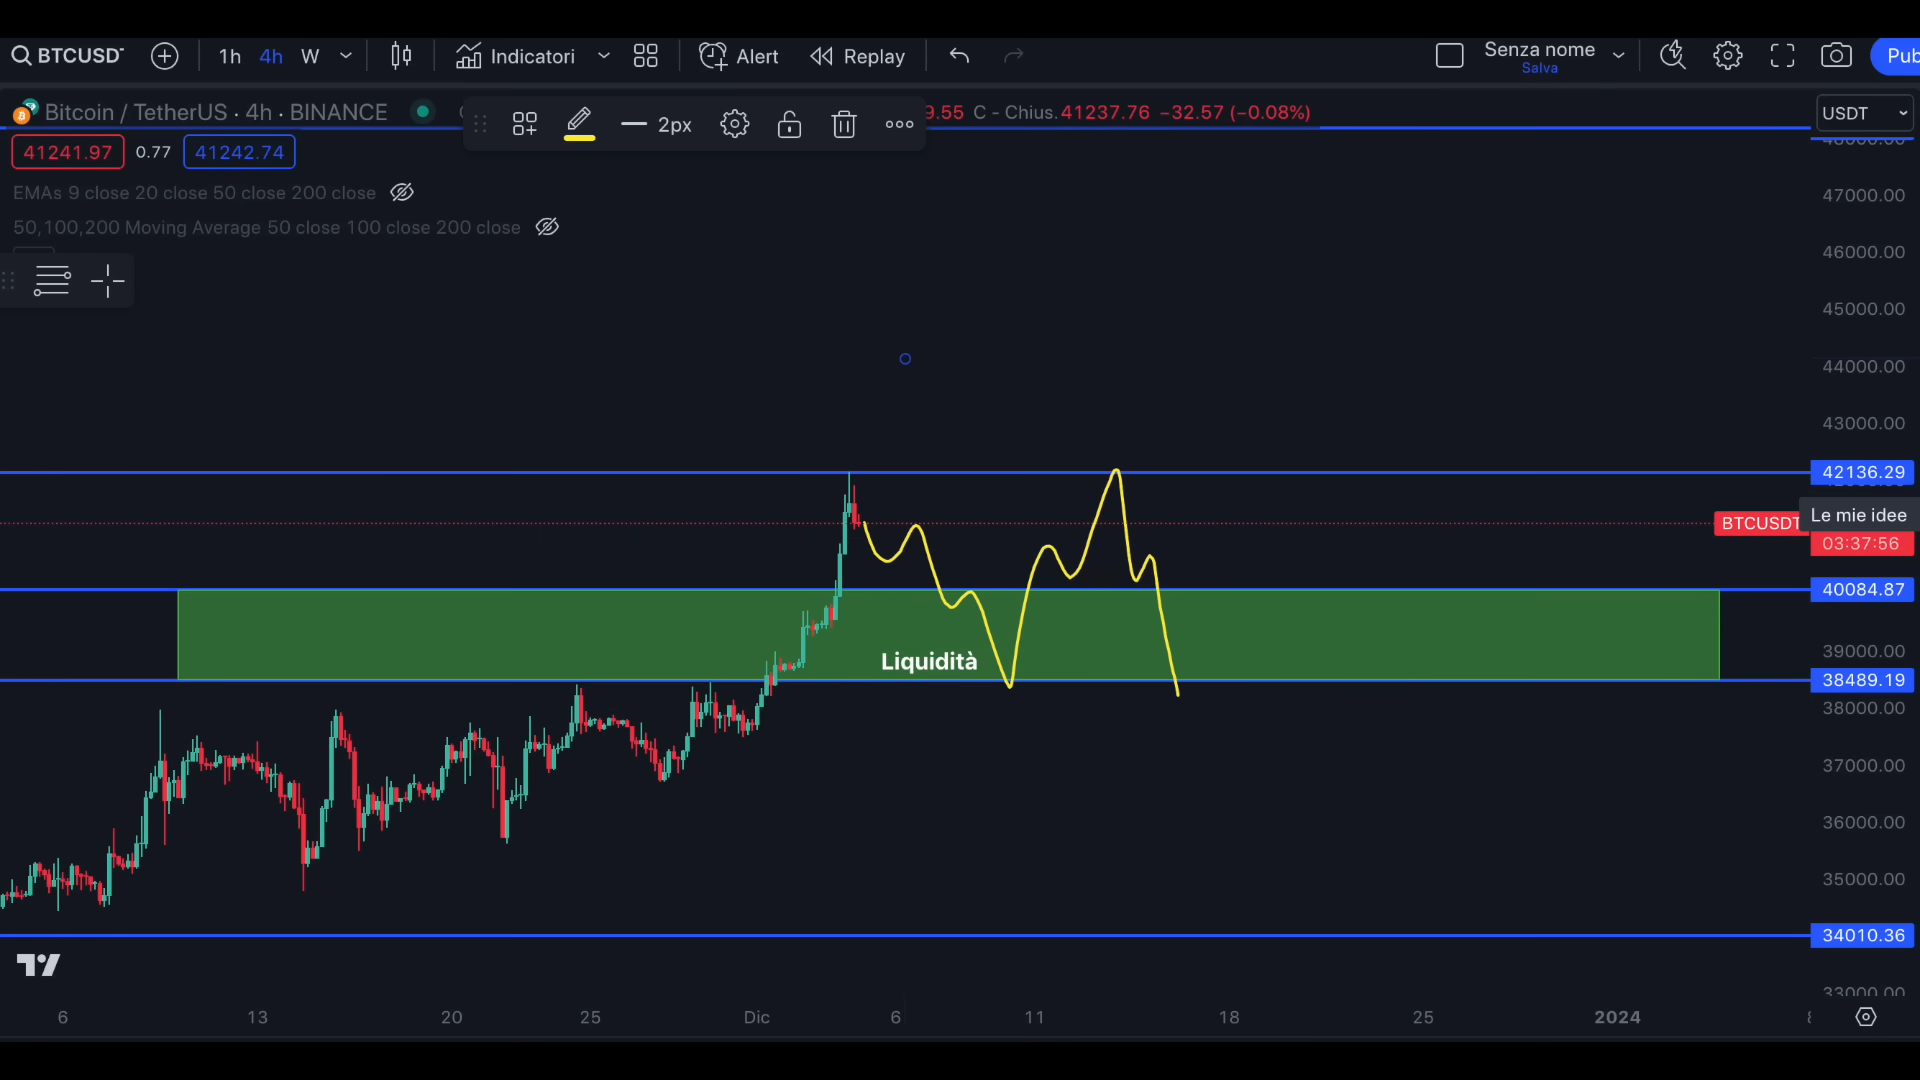 BTCUSD
1h 4h W Indicatori Alert Replay Senza nome Pub
Salva
Bitcoin / TetherUS · 4h · BINANCE 2px 9.55 C - Chius. 41237.76 −32.57 (−0.08%) USDT
41241.97 0.77 41242.74
EMAs 9 close 20 close 50 close 200 close
50,100,200 Moving Average 50 close 100 close 200 close
47000.00
46000.00
45000.00
44000.00
43000.00
42136.29
BTCUSDT Le mie idee
03:37:56
40084.87
Liquidità
39000.00
38489.19
38000.00
37000.00
36000.00
35000.00
34010.36
33000.00
6 13 20 25 Dic 6 11 18 25 2024